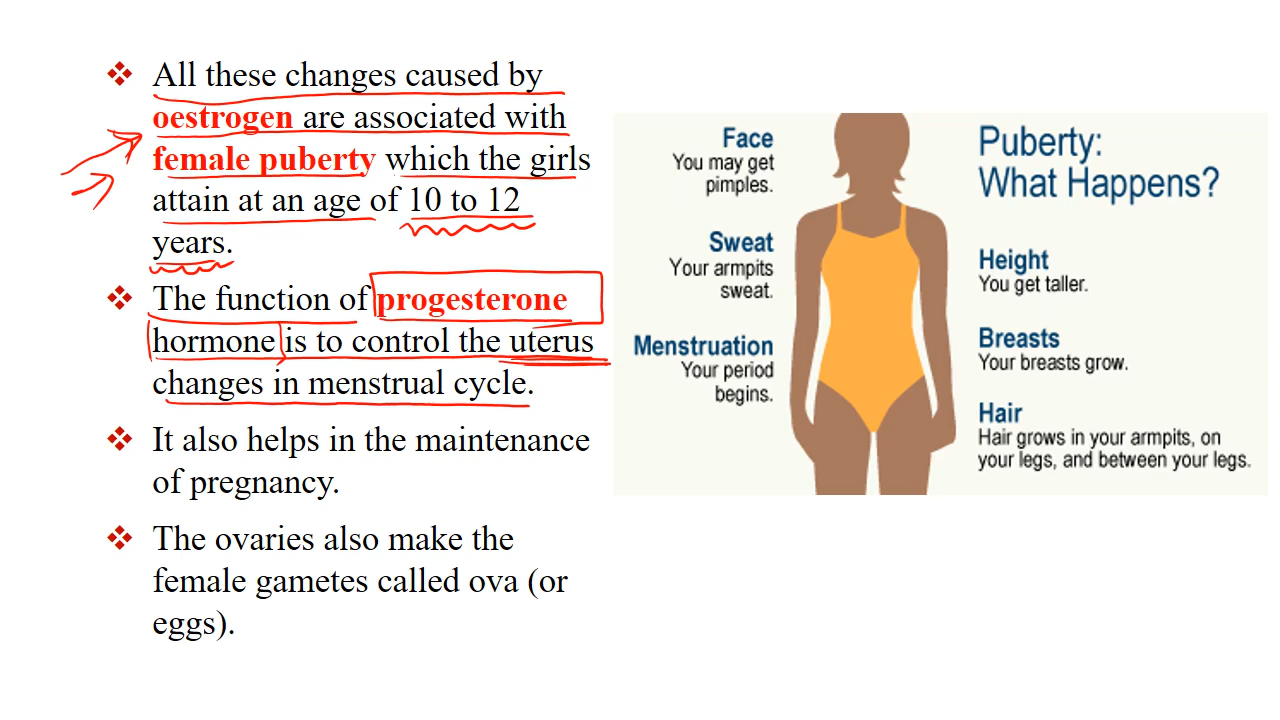 All these changes caused by
oestrogen are associated with
female puberty which the girls
attain at an age of 10 to 12
years.
The function of progesterone
hormone is to control the uterus
changes in menstrual cycle.
It also helps in the maintenance
of pregnancy.
The ovaries also make the
female gametes called ova (or
eggs).
Puberty:
What Happens?
Face
You may get
pimples.
Sweat
Your armpits
sweat.
Menstruation
Your period
begins.
Height
You get taller.
Breasts
Your breasts grow.
Hair
Hair grows in your armpits, on
your legs, and between your legs.